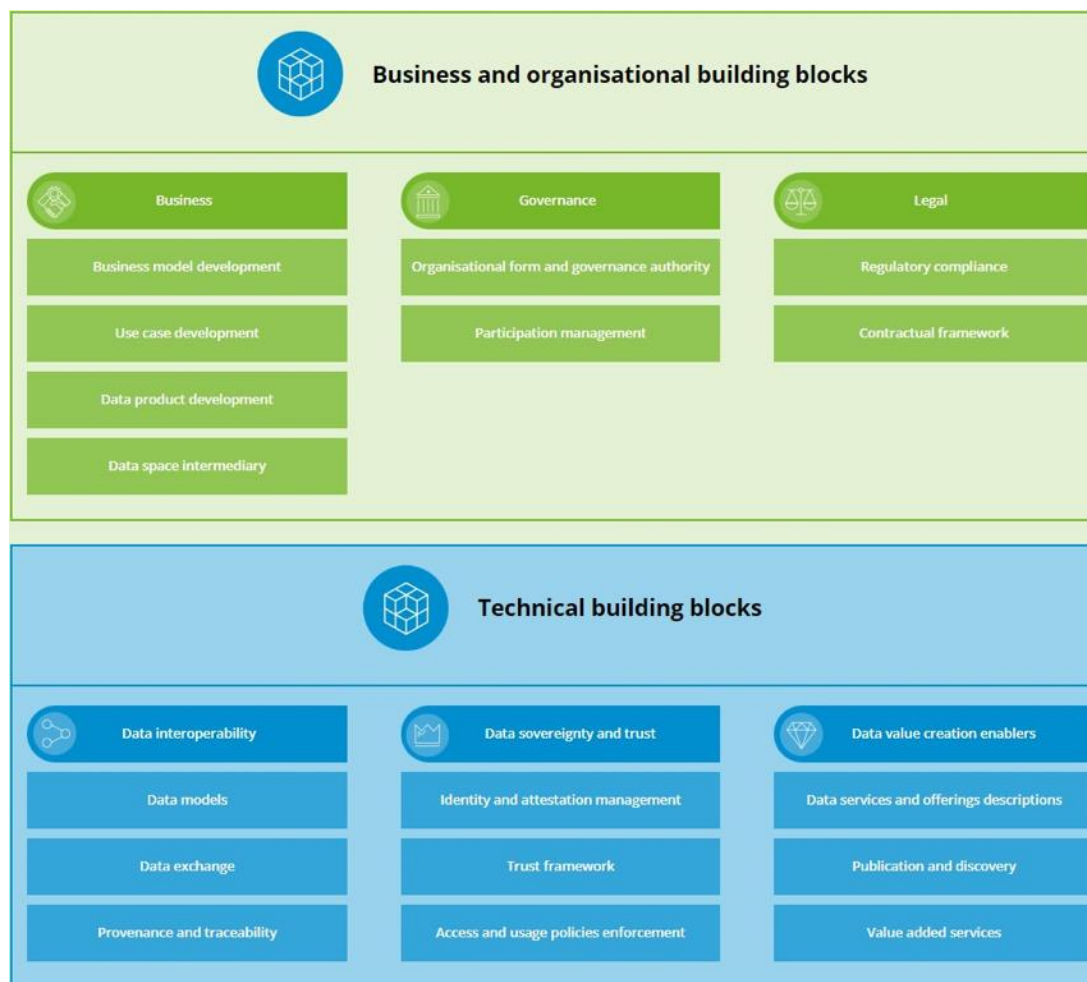 Business and organisational building blocks
Business
Business model development
Use case development
Data product development
Data space intermediary
Governance
Organisational form and governance authority
Participation management
Legal
Regulatory compliance
Contractual framework
Technical building blocks
Data interoperability
Data models
Data exchange
Provenance and traceability
Data sovereignty and trust
Identity and attestation management
Trust framework
Access and usage policies enforcement
Data value creation enablers
Data services and offerings descriptions
Publication and discovery
Value added services